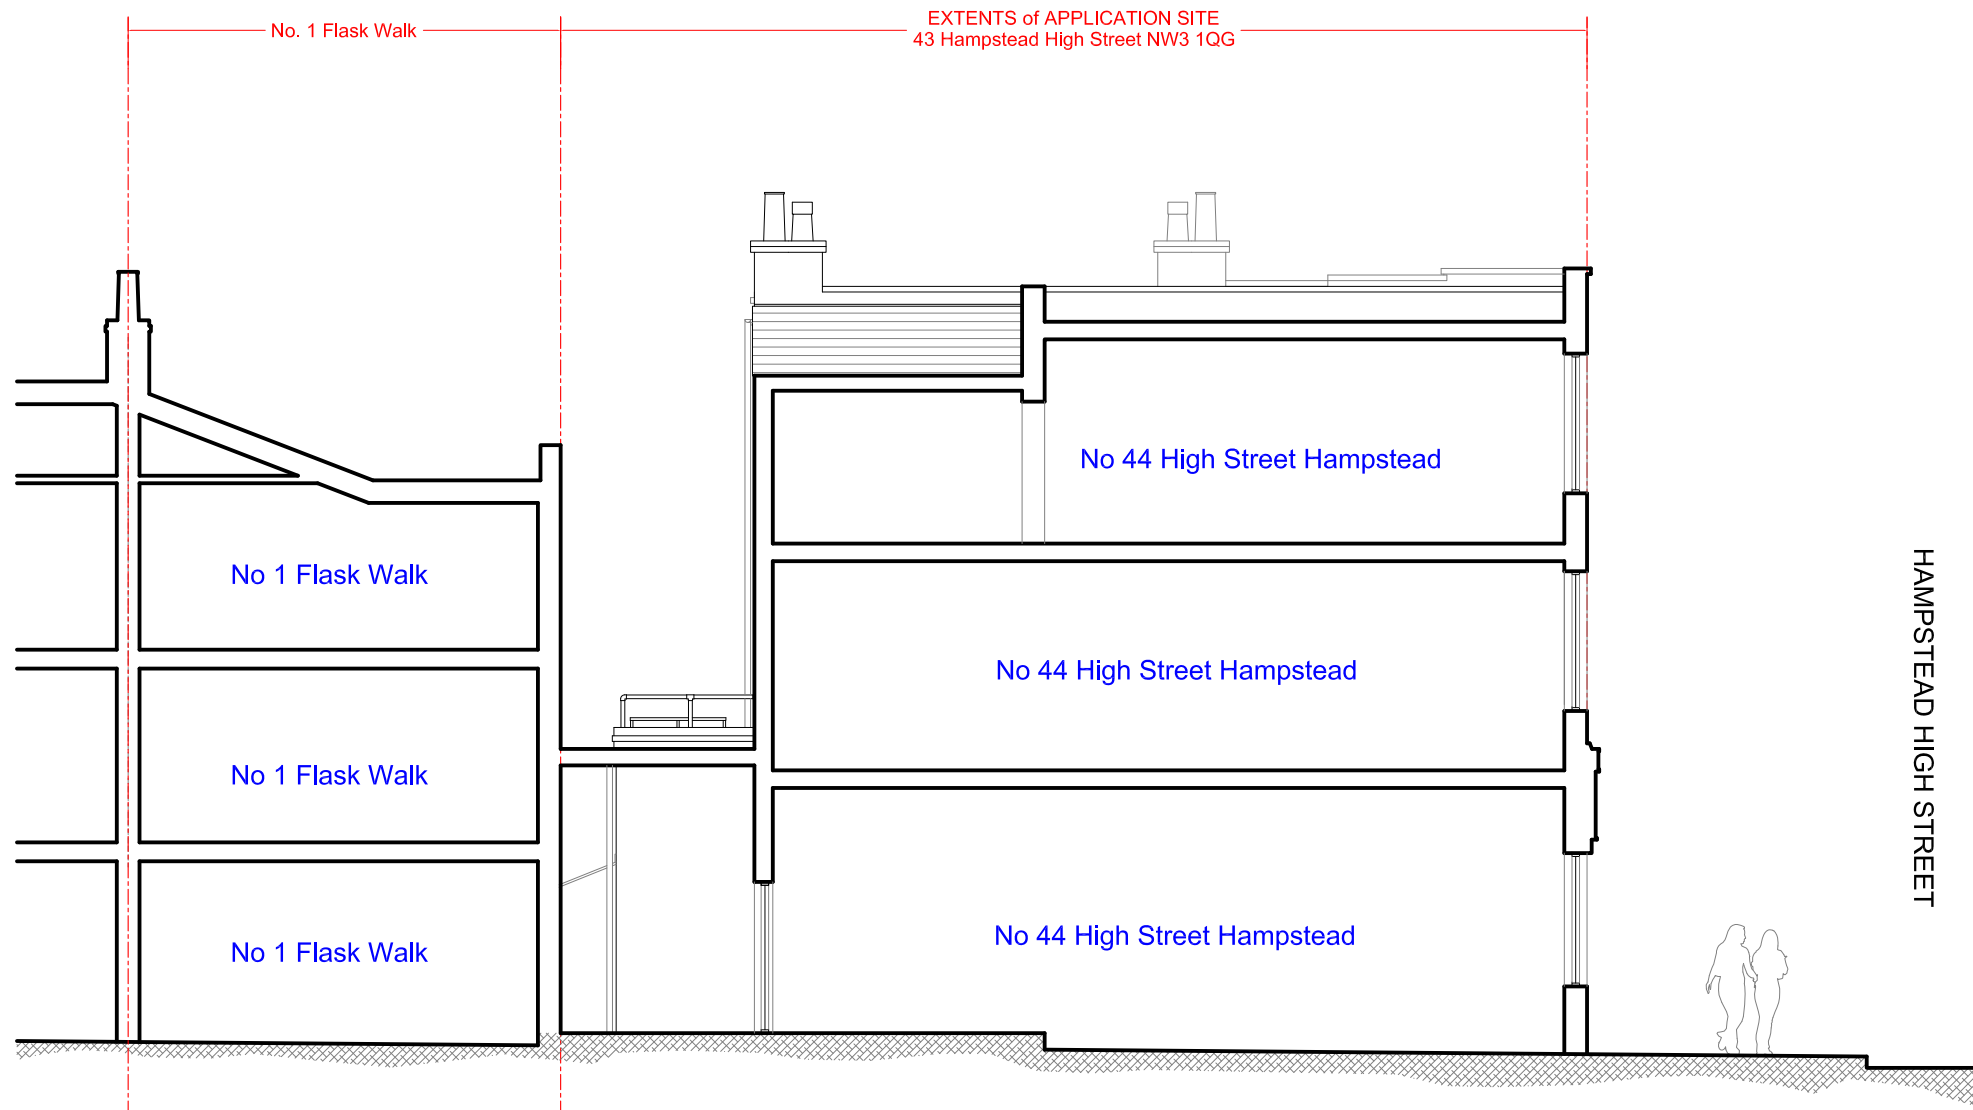 EXTENTS of APPLICATION SITE
No. 1 Flask Walk
43 Hampstead High Street NW3 1QG
No 44 High Street Hampstead
No 1 Flask Walk
No 44 High Street Hampstead
No 1 Flask Walk
No 44 High Street Hampstead
No 1 Flask Walk
HAMPSTEAD HIGH STREET